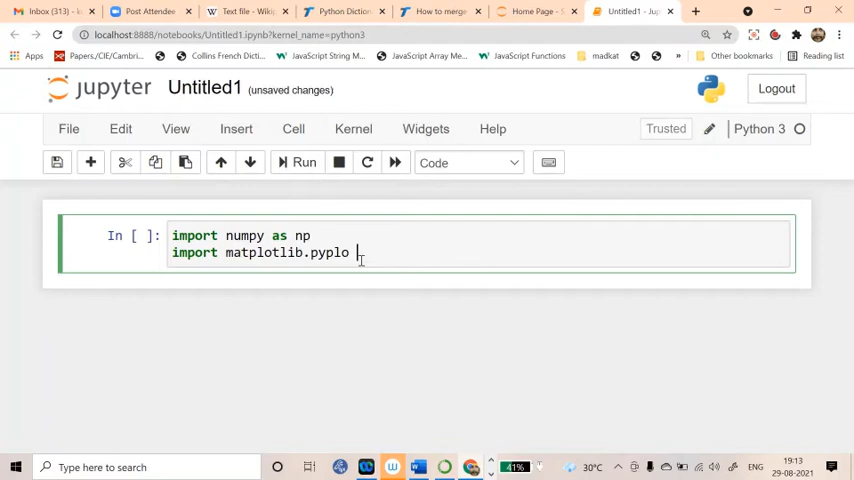 Inbox (313) - i
Post Attendee
Text file - Wiki
Python Dictio
How to merge
Home Page - S
Untitled1 - Jup
localhost:8888/notebooks/Untitled1.ipynb?kernel_name=python3
Apps
Papers./CIE/Cambri...
Collins French Dicti...
JavaScript String M...
JavaScript Array Me...
JavaScript Functions
madkat
»
Other bookmarks
Reading list
jupyter
Untitled1 (unsaved changes)
Logout
File
Edit
View
Insert
Cell
Kernel
Widgets
Help
Trusted
Python 3
Run
Code
In [ ]:
import numpy as np
import matplotlib.pyplo
Type here to search
41%
30°C
ENG
19:13
29-08-2021